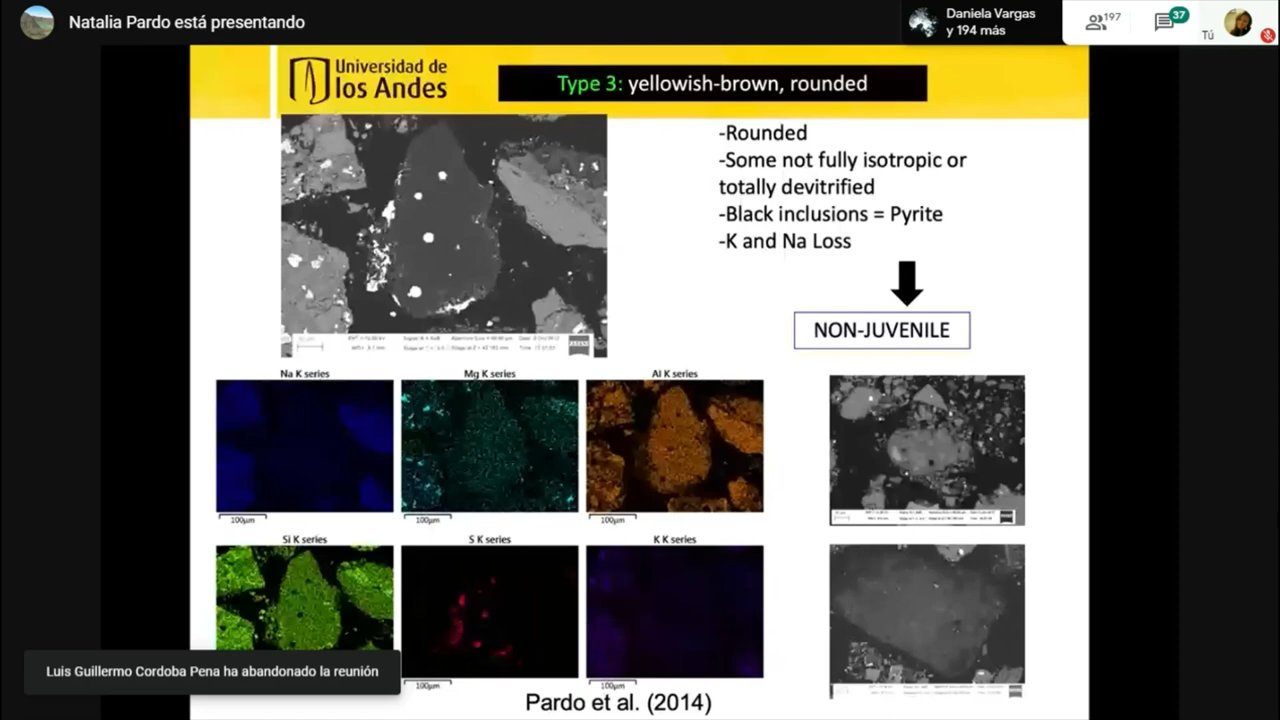 Natalia Pardo está presentando
Daniela Vargas
y 194 más
197
37
Tú
Universidad de
los Andes
Type 3: yellowish-brown, rounded
-Rounded
-Some not fully isotropic or
totally devitrified
-Black inclusions = Pyrite
-K and Na Loss
NON-JUVENILE
Na K series
Mg K series
Al K series
100µm
100µm
100µm
Si K series
S K series
K K series
Luis Guillermo Cordoba Pena ha abandonado la reunión
100µm
100µm
100µm
Pardo et al. (2014)